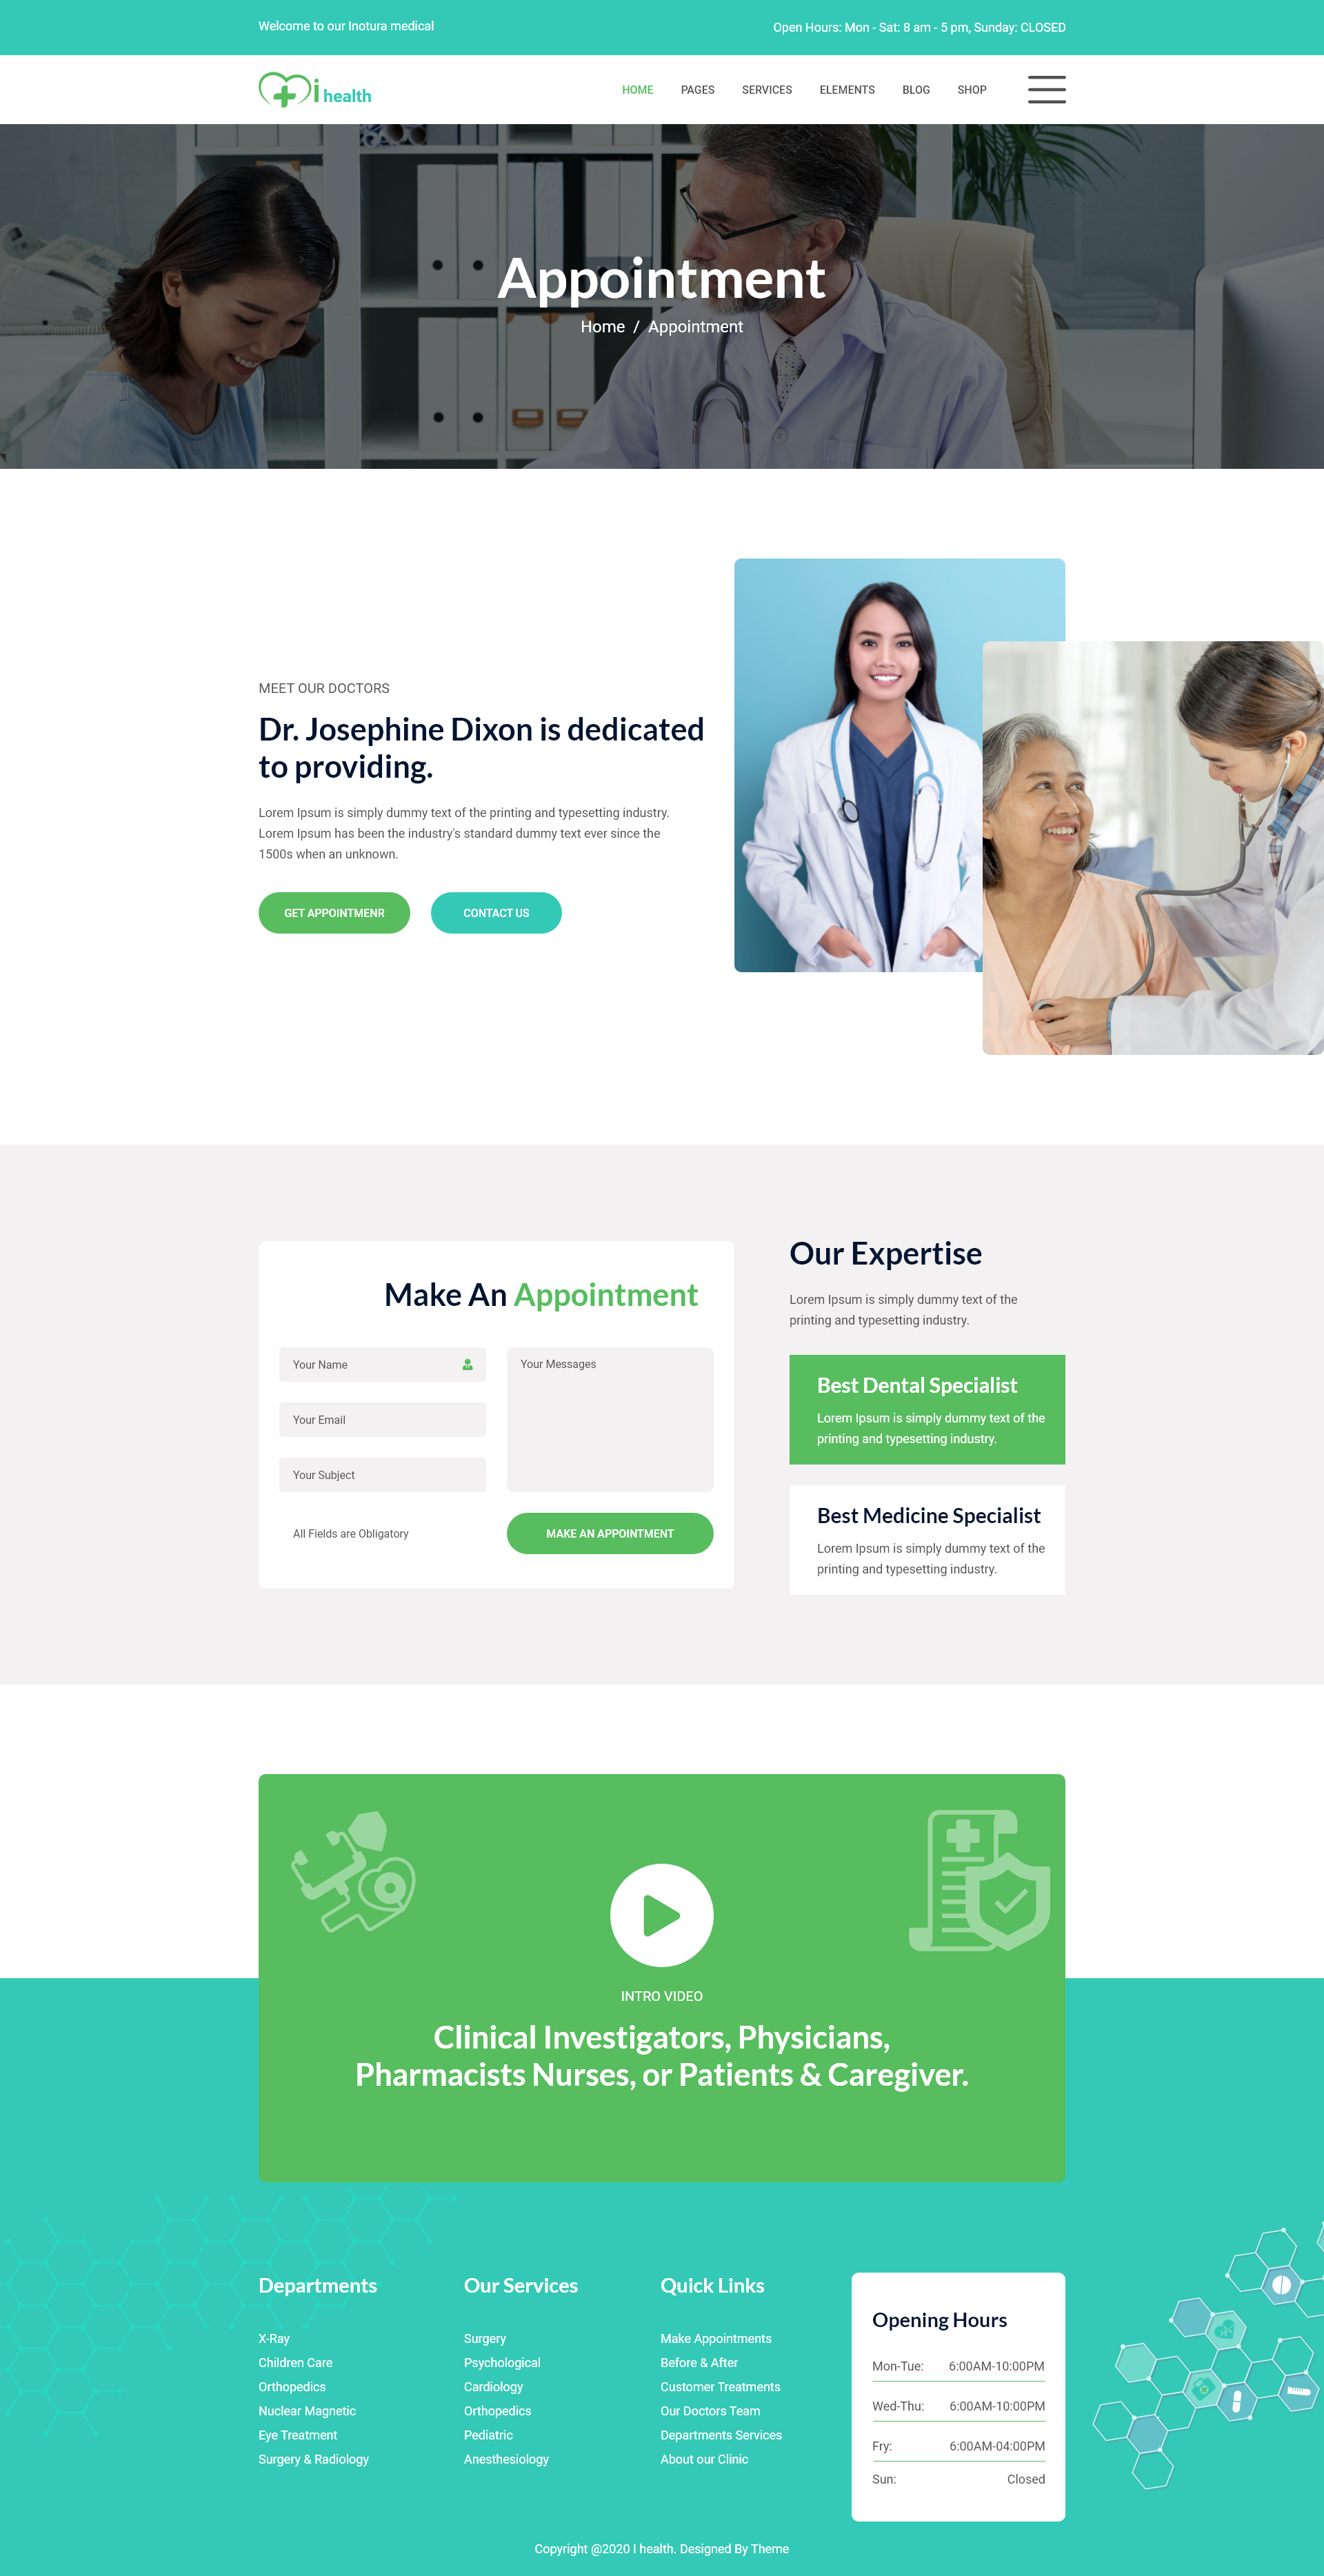 Welcome to our Inotura medical
Open Hours: Mon - Sat: 8 am - 5 pm, Sunday: CLOSED
i health
HOME
PAGES
SERVICES
ELEMENTS
BLOG
SHOP
Appointment
Home / Appointment
MEET OUR DOCTORS
Dr. Josephine Dixon is dedicated
to providing.
Lorem Ipsum is simply dummy text of the printing and typesetting industry.
Lorem Ipsum has been the industry's standard dummy text ever since the
1500s when an unknown.
GET APPOINTMENR
CONTACT US
Make An Appointment
Your Name
Your Email
Your Subject
Your Messages
All Fields are Obligatory
MAKE AN APPOINTMENT
Our Expertise
Lorem Ipsum is simply dummy text of the
printing and typesetting industry.
Best Dental Specialist
Lorem Ipsum is simply dummy text of the
printing and typesetting industry.
Best Medicine Specialist
Lorem Ipsum is simply dummy text of the
printing and typesetting industry.
INTRO VIDEO
Clinical Investigators, Physicians,
Pharmacists Nurses, or Patients & Caregiver.
Departments
X-Ray
Children Care
Orthopedics
Nuclear Magnetic
Eye Treatment
Surgery & Radiology
Our Services
Surgery
Psychological
Cardiology
Orthopedics
Pediatric
Anesthesiology
Quick Links
Make Appointments
Before & After
Customer Treatments
Our Doctors Team
Departments Services
About our Clinic
Opening Hours
Mon-Tue: 6:00AM-10:00PM
Wed-Thu: 6:00AM-10:00PM
Fry: 6:00AM-04:00PM
Sun: Closed
Copyright @2020 I health. Designed By Theme